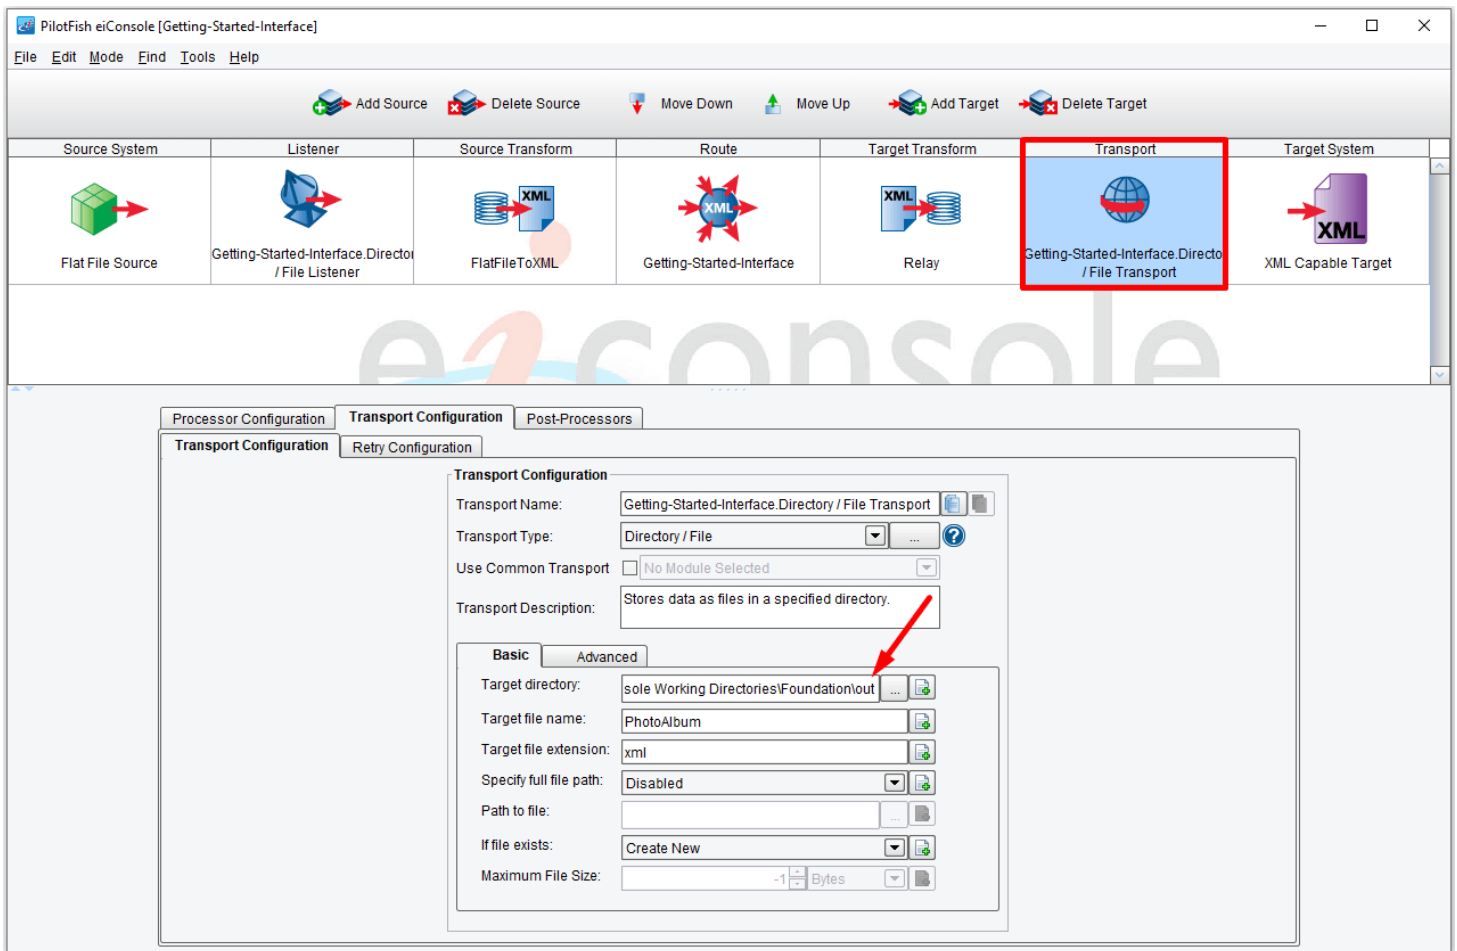 PilotFish eiConsole [Getting-Started-Interface]
File Edit Mode Find Tools Help
Add Source Delete Source Move Down Move Up Add Target Delete Target
Source System Listener Source Transform Route Target Transform Transport Target System
XML XML XML XML
Flat File Source
Getting-Started-Interface.Director
/ File Listener
FlatFileToXML
Getting-Started-Interface
Relay
Getting-Started-Interface.Directo
/ File Transport
XML Capable Target
eiconsole
Processor Configuration Transport Configuration Post-Processors
Transport Configuration Retry Configuration
Transport Configuration
Transport Name: Getting-Started-Interface.Directory / File Transport
Transport Type: Directory / File ... ?
Use Common Transport No Module Selected
Transport Description: Stores data as files in a specified directory.
Basic Advanced
Target directory: sole Working Directories\Foundation\out ...
Target file name: PhotoAlbum
Target file extension: xml
Specify full file path: Disabled
Path to file: ...
If file exists: Create New
Maximum File Size: -1 Bytes